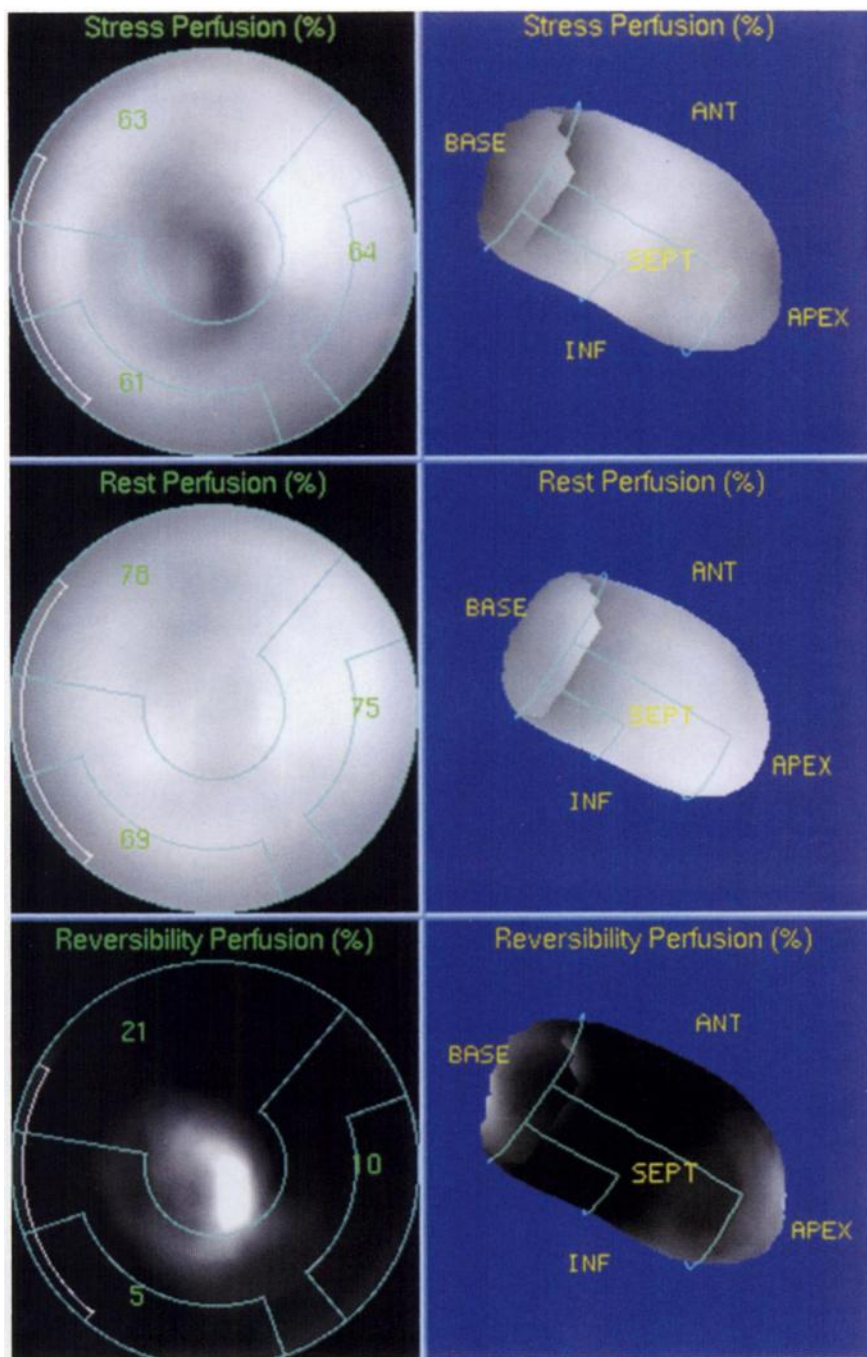 Stress Perfusion (%)
63
64
61
Stress Perfusion (%)
ANT
BASE
SEPT
APEX
INF
Rest Perfusion (%)
78
75
69
Rest Perfusion (%)
ANT
BASE
SEPT
APEX
INF
Reversibility Perfusion (%)
21
10
5
Reversibility Perfusion (%)
ANT
BASE
SEPT
APEX
INF